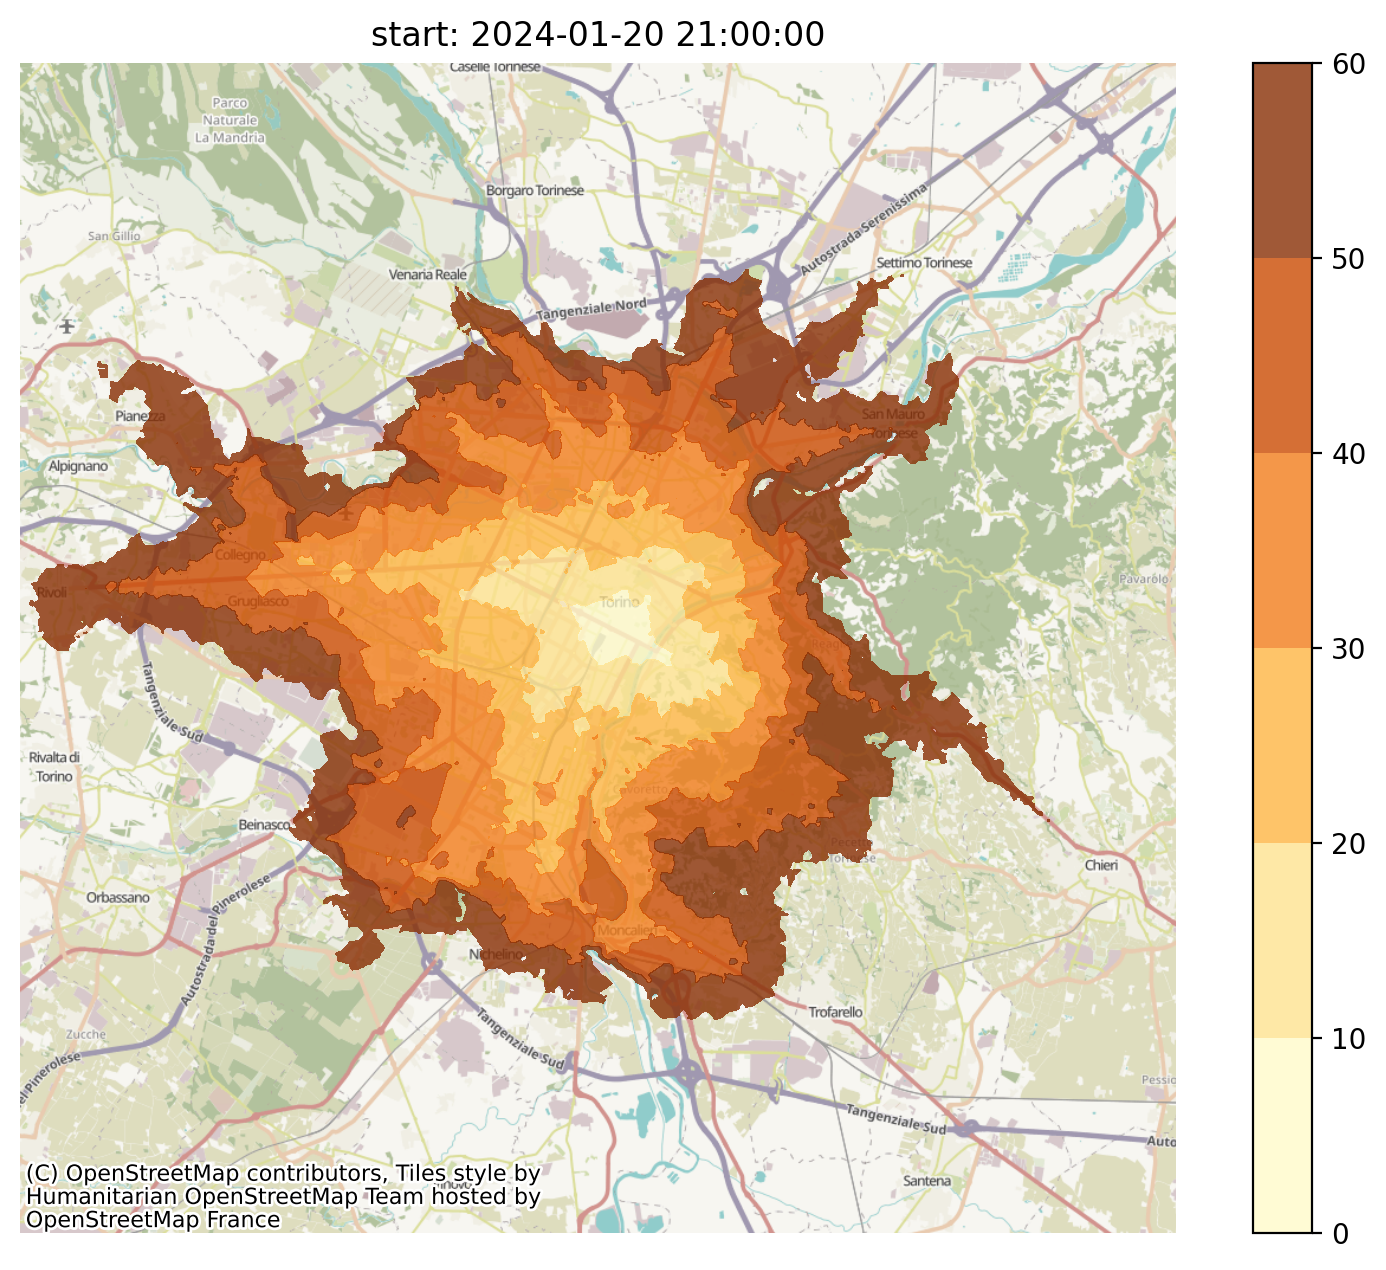 start: 2024-01-20 21:00:00
Caselle Torinese
Parco
Naturale
La Mandria
Borgaro Torinese
San Gillio
Autostrada Serenissima
Venaria Reale
Settimo Torinese
Tangenziale Nord
Pianezza
San Mauro
Torinese
Alpignano
Collegno
Pavarolo
Rivoli
Grugliasco
Torino
Tangenziale Sud
Rivalta di
Torino
Cavoretto
Beinasco
Torinese
Chieri
Orbassano
Autostrada del Pinerolese
Moncalieri
Nichelino
Trofarello
Zucche
Tangenziale Sud
Pinerolese
Pessio
Tangenziale Sud
Auto
Santena
(C) OpenStreetMap contributors, Tiles style by
Humanitarian OpenStreetMap Team hosted by
OpenStreetMap France
60
50
40
30
20
10
0